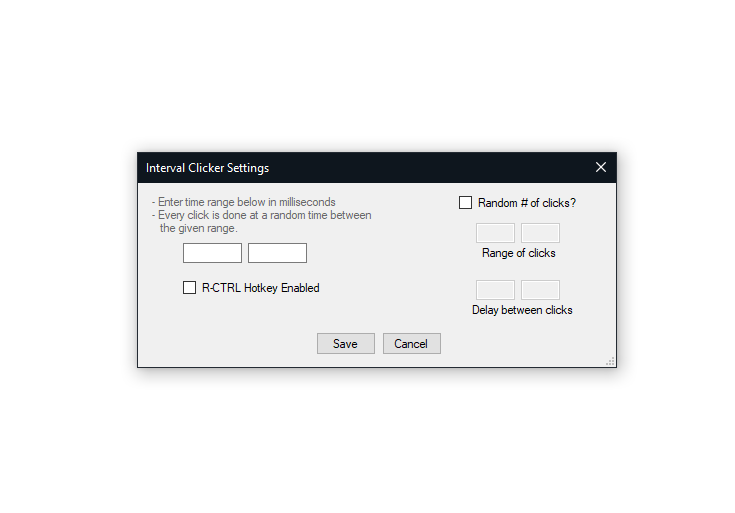 Interval Clicker Settings
- Enter time range below in milliseconds
- Every click is done at a random time between
the given range.
R-CTRL Hotkey Enabled
Random # of clicks?
Range of clicks
Delay between clicks
Save
Cancel